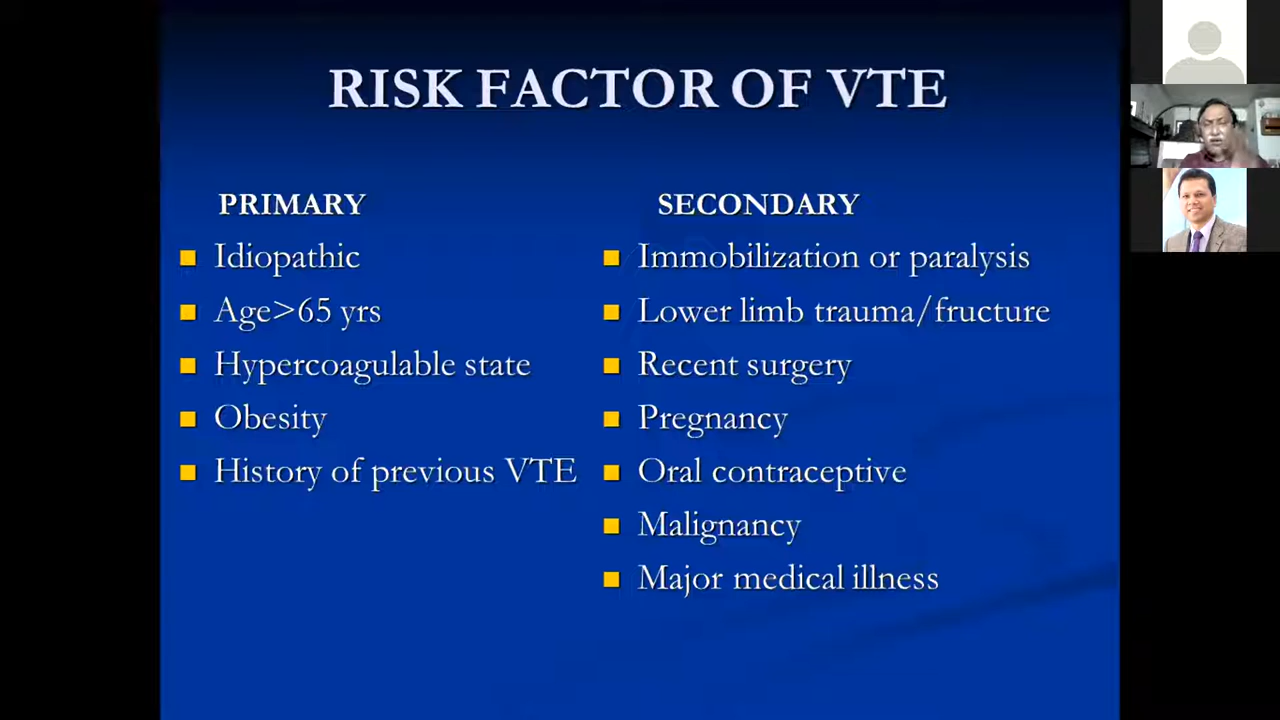 RISK FACTOR OF VTE
PRIMARY
Idiopathic
Age>65 yrs
Hypercoagulable state
Obesity
History of previous VTE
SECONDARY
Immobilization or paralysis
Lower limb trauma/fructure
Recent surgery
Pregnancy
Oral contraceptive
Malignancy
Major medical illness